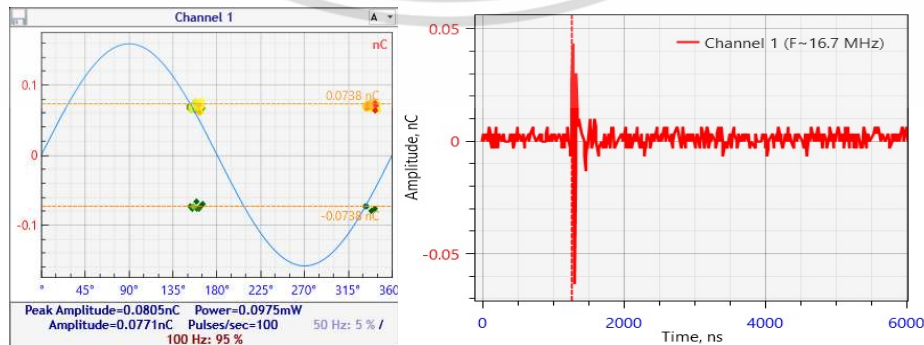 Channel 1
A
nC
0.1
0
-0.1
0.0738 nC
-0.0738 nC
° 45° 90° 135° 180° 225° 270° 315° 360
Peak Amplitude=0.0805nC Power=0.0975mW
Amplitude=0.0771nC Pulses/sec=100 50 Hz: 5 % /
100 Hz: 95 %
Channel 1 (F~16.7 MHz)
Amplitude, nC
0.05
0
-0.05
0 2000 4000 6000
Time, ns